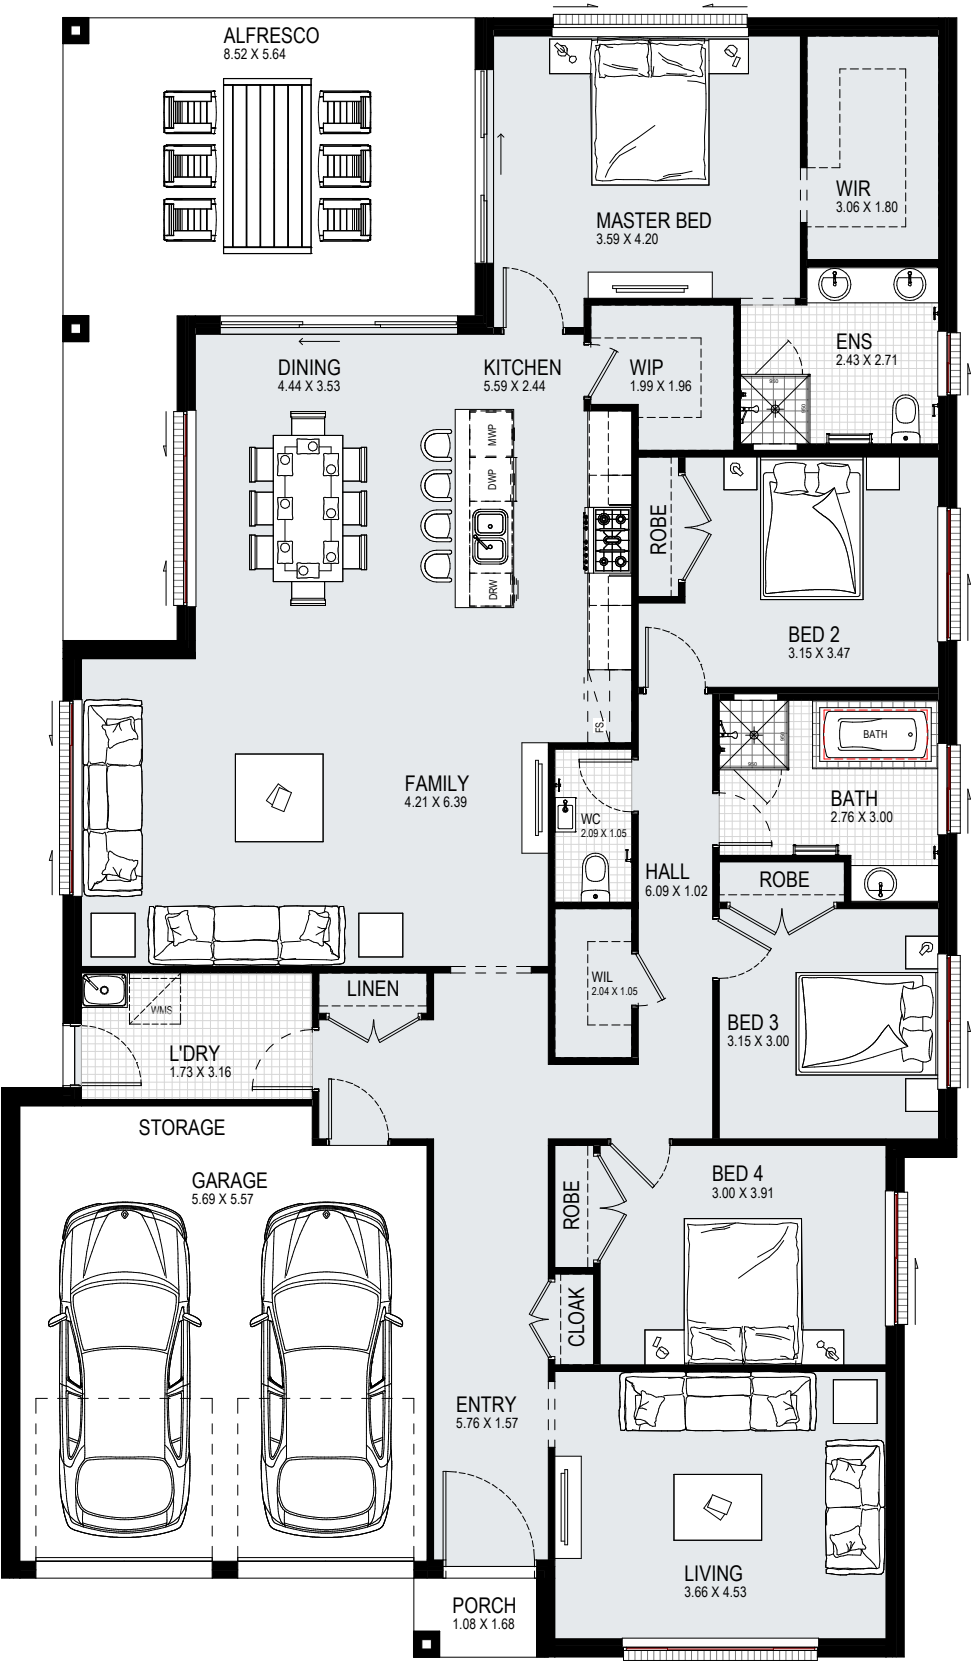 ALFRESCO
8.52 X 5.64
MASTER BED
3.59 X 4.20
WIR
3.06 X 1.80
ENS
2.43 X 2.71
950
950
DINING
4.44 X 3.53
KITCHEN
5.59 X 2.44
WIP
1.99 X 1.96
MWP
DWP
DRW
ROBE
BED 2
3.15 X 3.47
FS
950
950
BATH
BATH
2.76 X 3.00
FAMILY
4.21 X 6.39
WC
2.09 X 1.05
HALL
6.09 X 1.02
ROBE
WIL
2.04 X 1.05
LINEN
WMS
L'DRY
1.73 X 3.16
BED 3
3.15 X 3.00
STORAGE
GARAGE
5.69 X 5.57
ROBE
BED 4
3.00 X 3.91
CLOAK
ENTRY
5.76 X 1.57
LIVING
3.66 X 4.53
PORCH
1.08 X 1.68